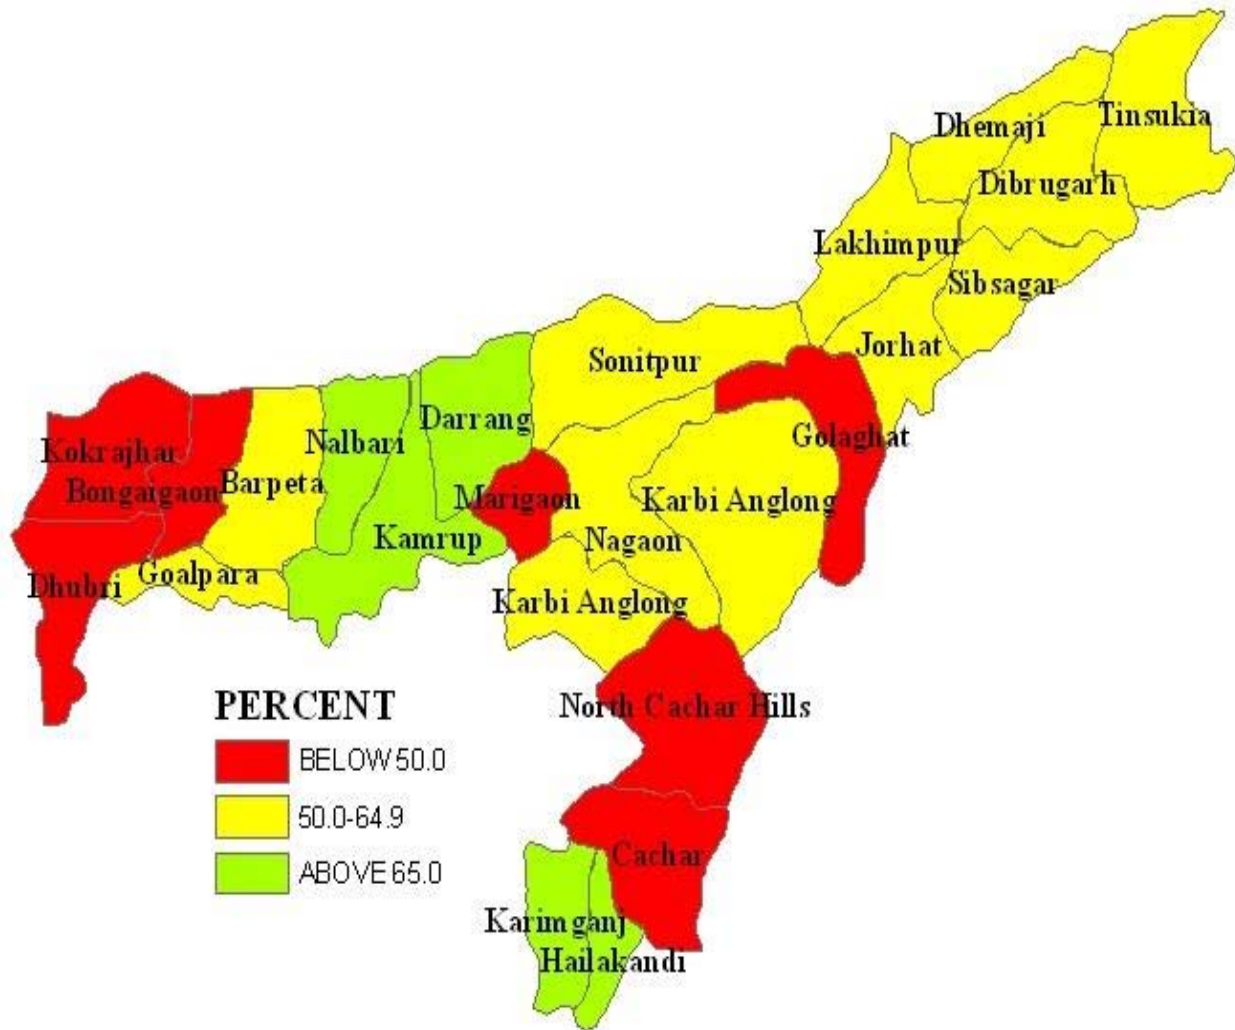 Tinsukia
Dhemaji
Dibrugarh
Lakhimpur
Sibsagar
Jorhat
Sonitpur
Darrang
Golaghat
Nalbari
Kokrajhar
Bongaigaon
Barpeta
Marigaon
Karbi Anglong
Kamrup
Nagaon
Goalpara
Dhubri
Karbi Anglong
North Cachar Hills
PERCENT
BELOW 50.0
50.0-64.9
ABOVE 65.0
Cachar
Karimganj
Hailakandi